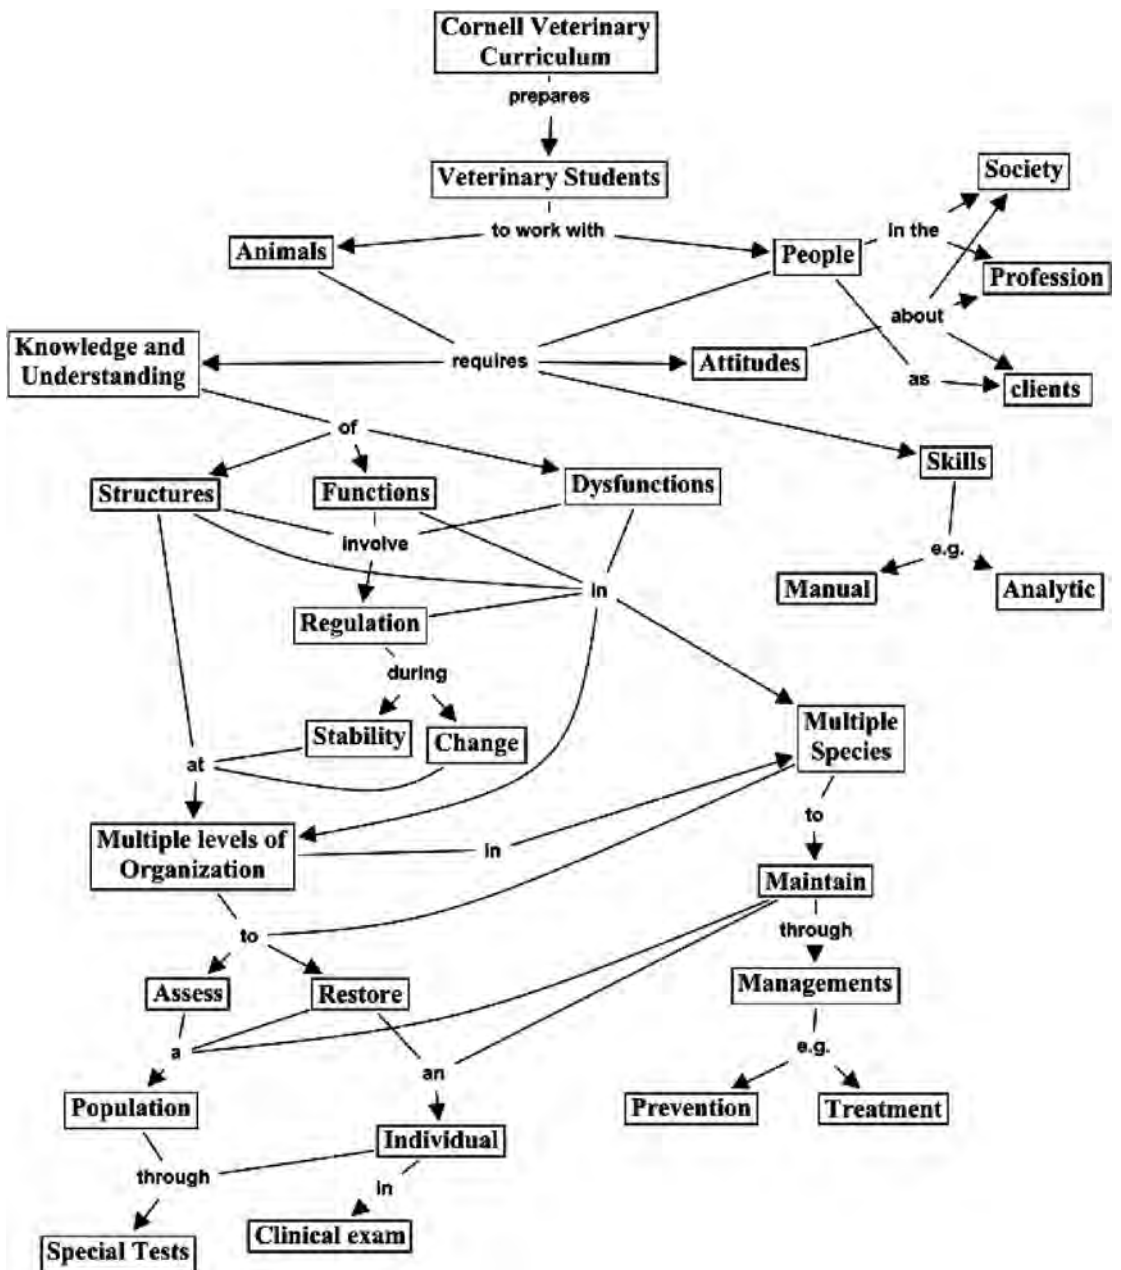 Cornell Veterinary
Curriculum
prepares
Veterinary Students
Society
to work with
in the
Animals
People
Profession
about
Knowledge and
Understanding
requires
Attitudes
as
clients
of
Skills
Structures
Functions
Dysfunctions
involve
e.g.
Manual
Analytic
in
Regulation
during
Stability
Change
Multiple
Species
at
to
Multiple levels of
Organization
in
Maintain
through
to
Assess
Restore
Managements
a
an
e.g.
Population
Prevention
Treatment
Individual
through
in
Clinical exam
Special Tests